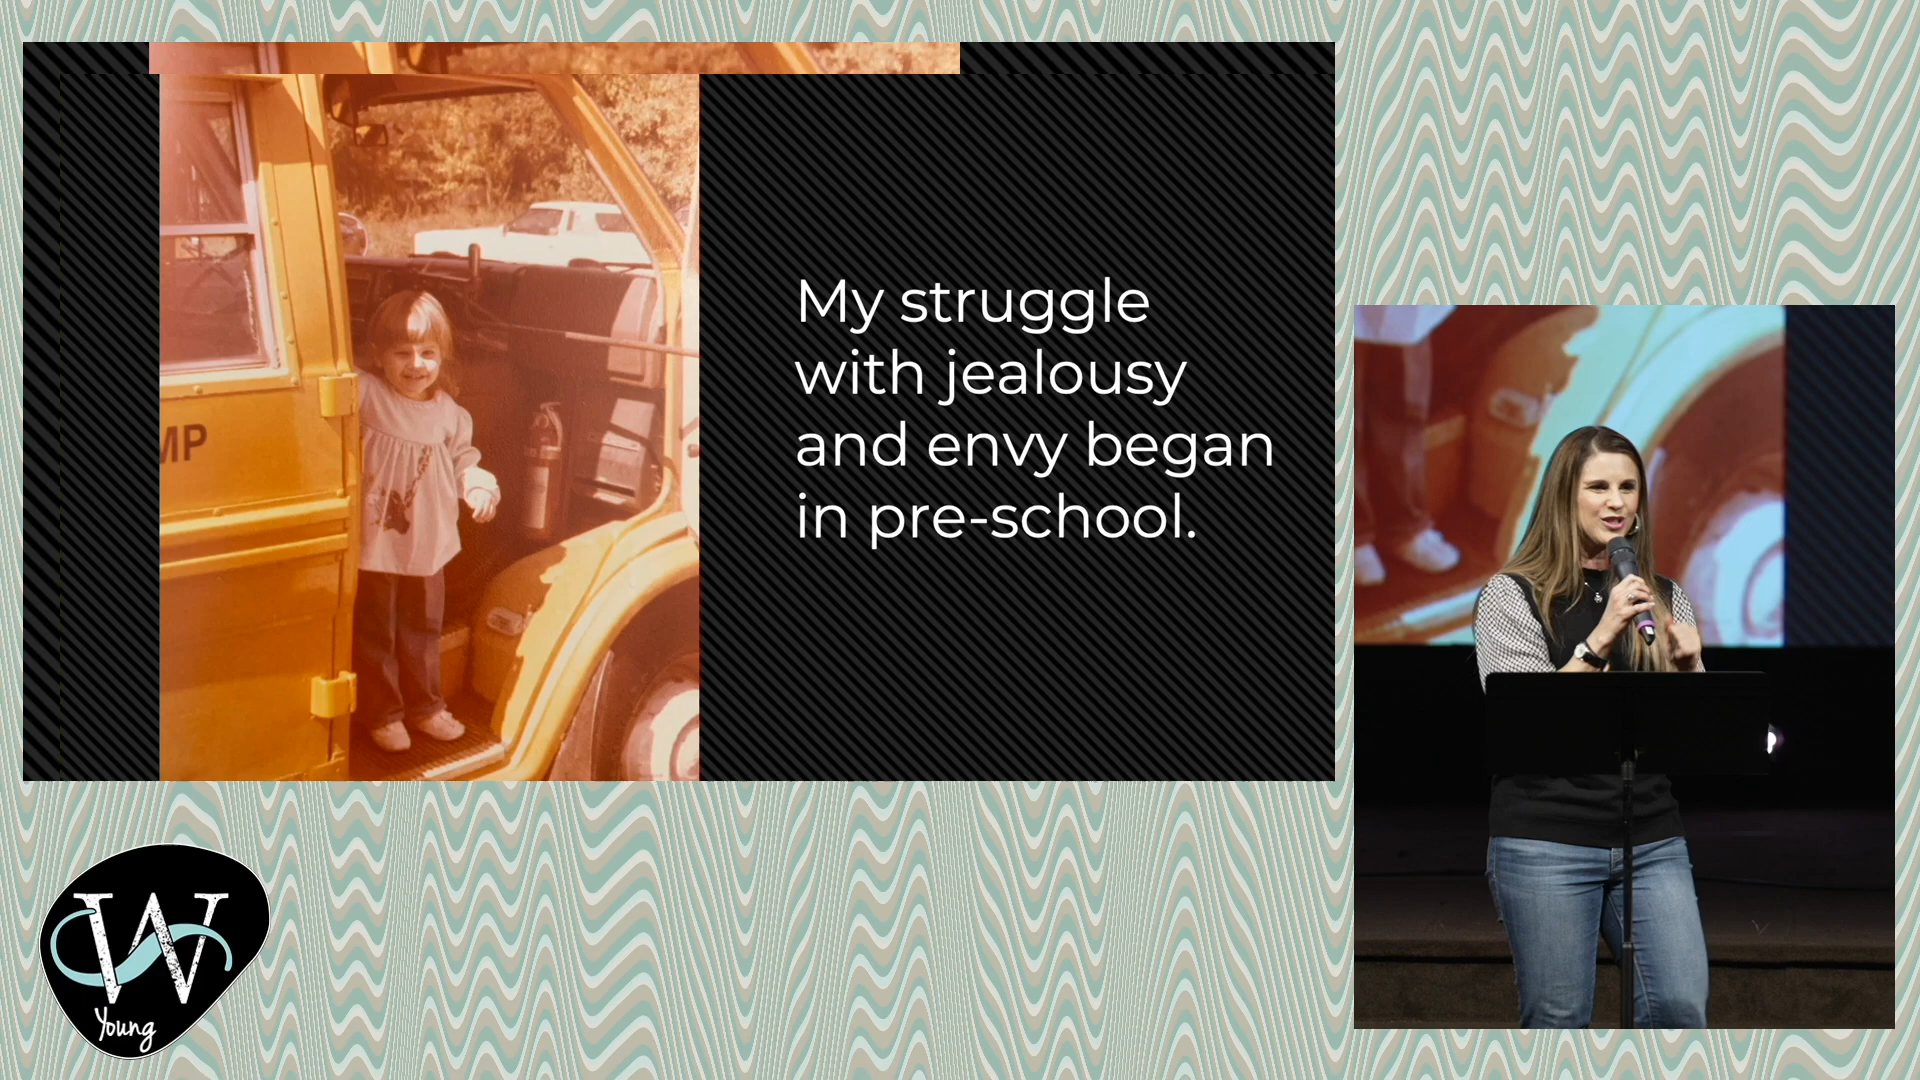 MP
My struggle
with jealousy
and envy began
in pre-school.
W
Young